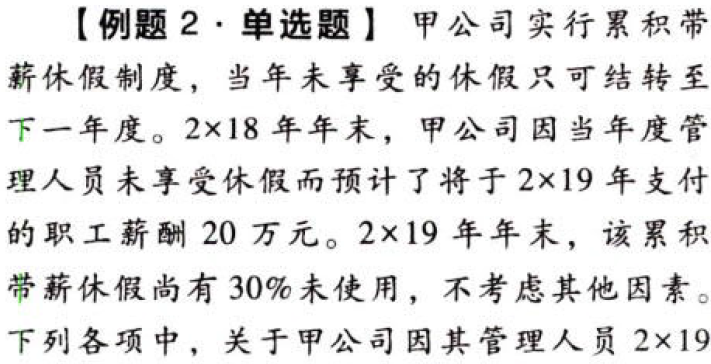 【例题 2·单选题】 甲公司实行累积带
薪休假制度，当年未享受的休假只可结转至
下一年度。2×18 年年末，甲公司因当年度管
理人员未享受休假而预计了将于 2×19 年支付
的职工薪酬 20 万元。2×19 年年末，该累积
带薪休假尚有 30%未使用，不考虑其他因素。
下列各项中，关于甲公司因其管理人员 2×19